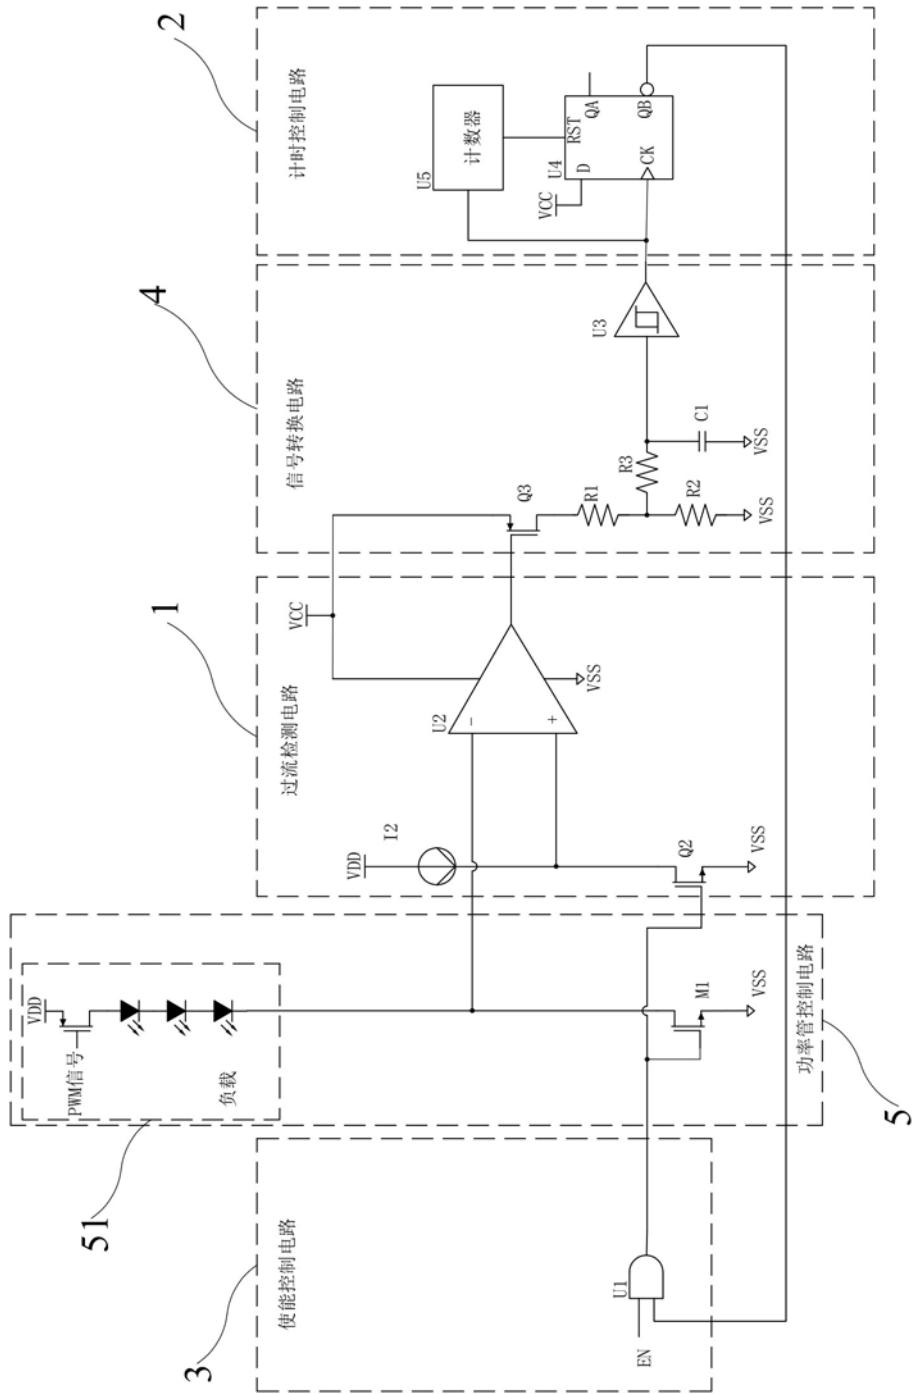 3
使能控制电路
EN
U1
51
VDD
PWM信号
负载
M1
VSS
功率管控制电路
5
1
过流检测电路
VDD
I2
Q2
VSS
VCC
U2
-
+
VSS
4
信号转换电路
Q3
R1
R2
VSS
R3
C1
VSS
U3
2
计时控制电路
U5
计数器
VCC
U4
D
RST
CK
QA
QB